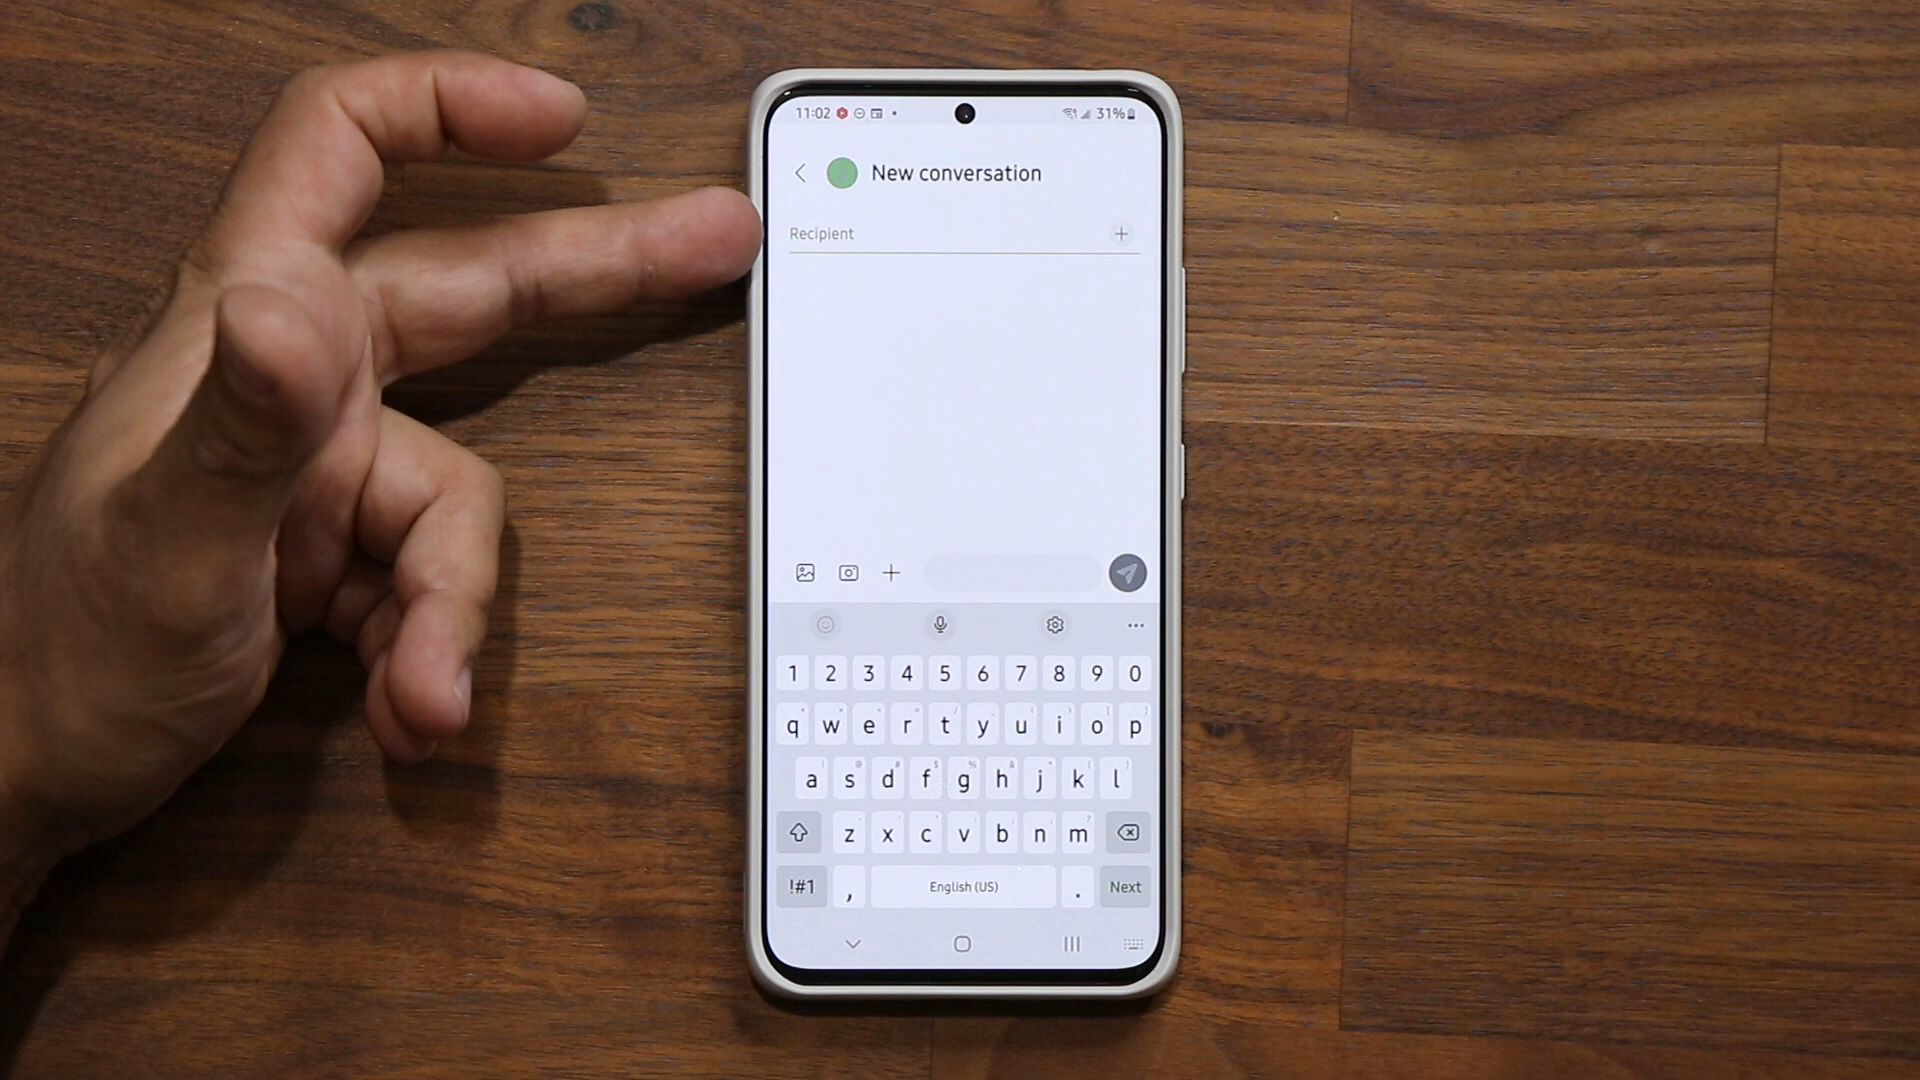 11:02 31%
New conversation
Recipient
1 2 3 4 5 6 7 8 9 0
q w e r t y u i o p
a s d f g h j k l
z x c v b n m
!#1 , English (US) . Next